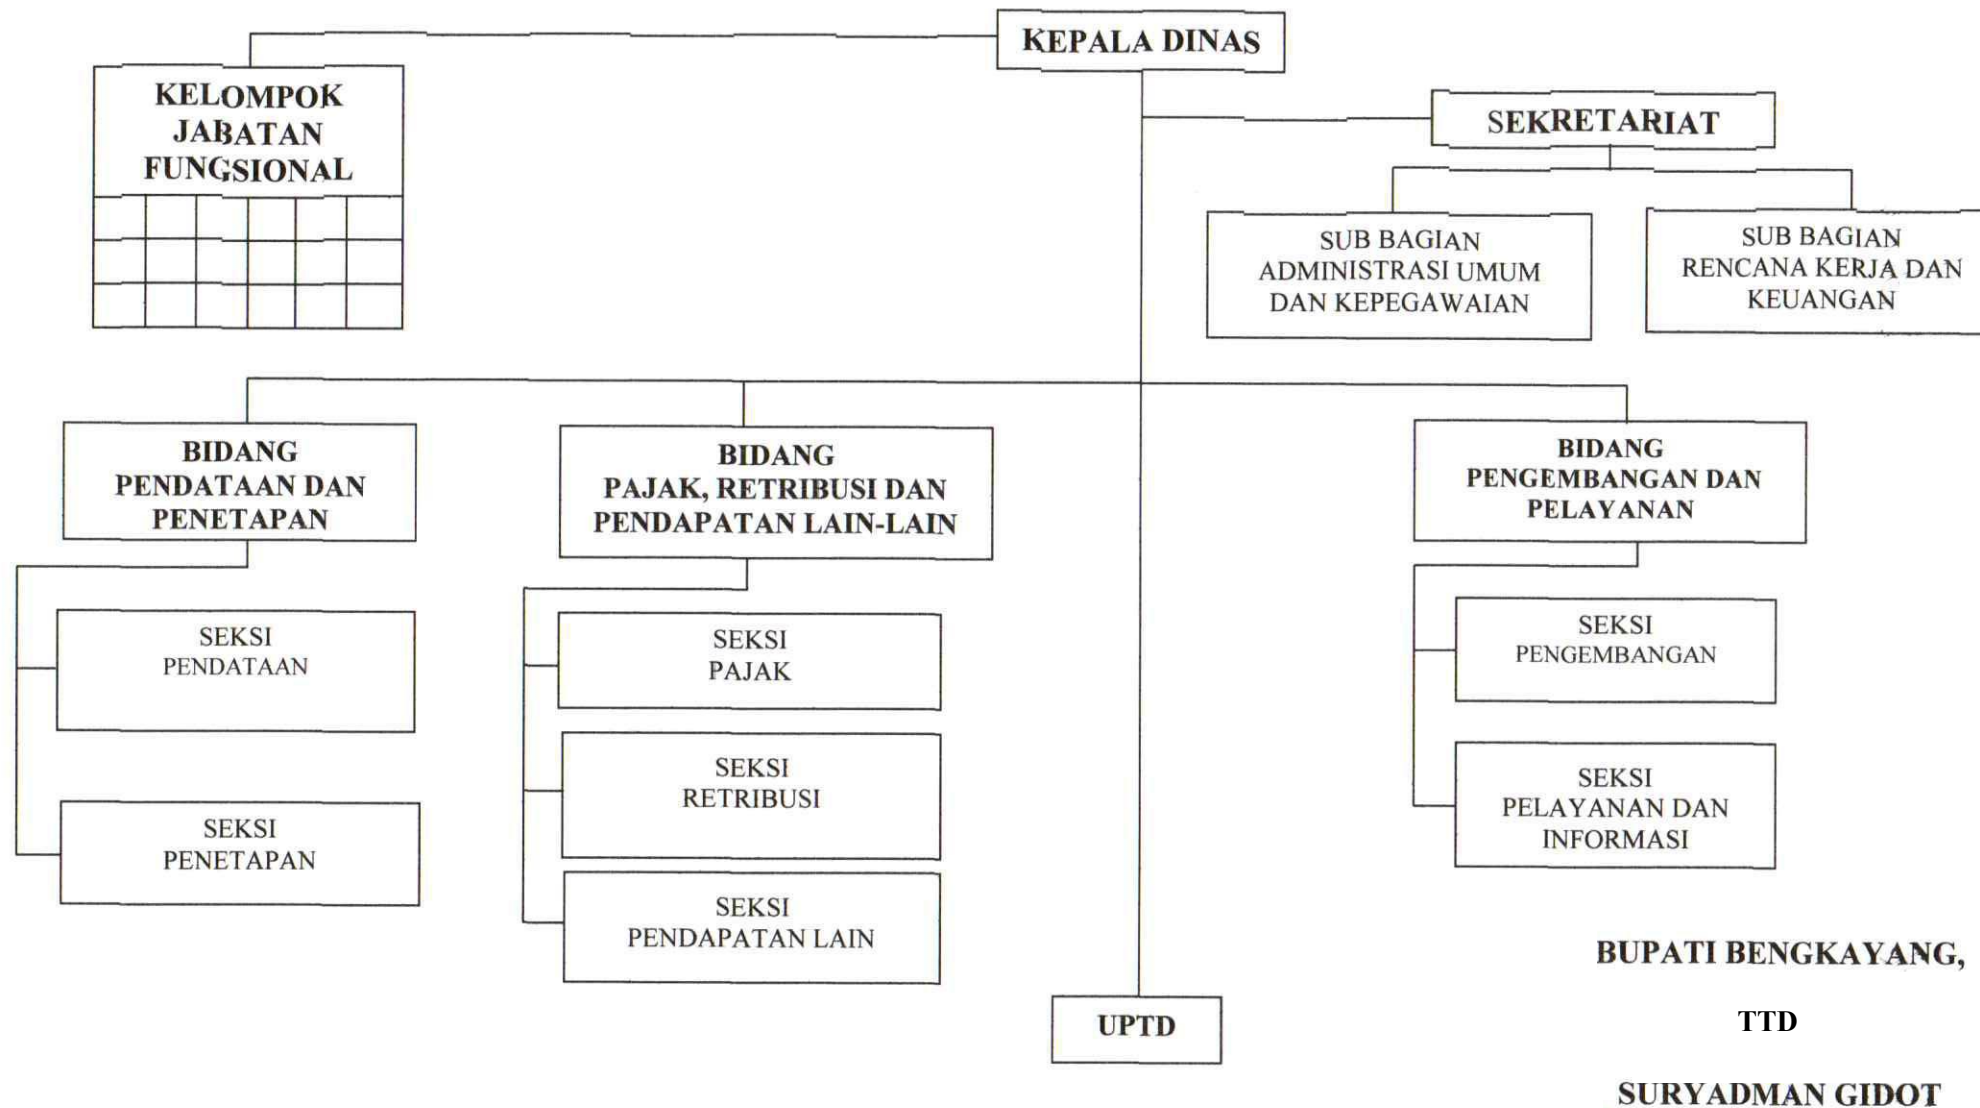 KEPALA DINAS
KELOMPOK
JABATAN
FUNGSIONAL
SEKRETARIAT
SUB BAGIAN
ADMINISTRASI UMUM
DAN KEPEGAWAIAN
SUB BAGIAN
RENCANA KERJA DAN
KEUANGAN
BIDANG
PENDATAAN DAN
PENETAPAN
SEKSI
PENDATAAN
SEKSI
PENETAPAN
BIDANG
PAJAK, RETRIBUSI DAN
PENDAPATAN LAIN-LAIN
SEKSI
PAJAK
SEKSI
RETRIBUSI
SEKSI
PENDAPATAN LAIN
BIDANG
PENGEMBANGAN DAN
PELAYANAN
SEKSI
PENGEMBANGAN
SEKSI
PELAYANAN DAN
INFORMASI
UPTD
BUPATI BENGKAYANG,
TTD
SURYADMAN GIDOT